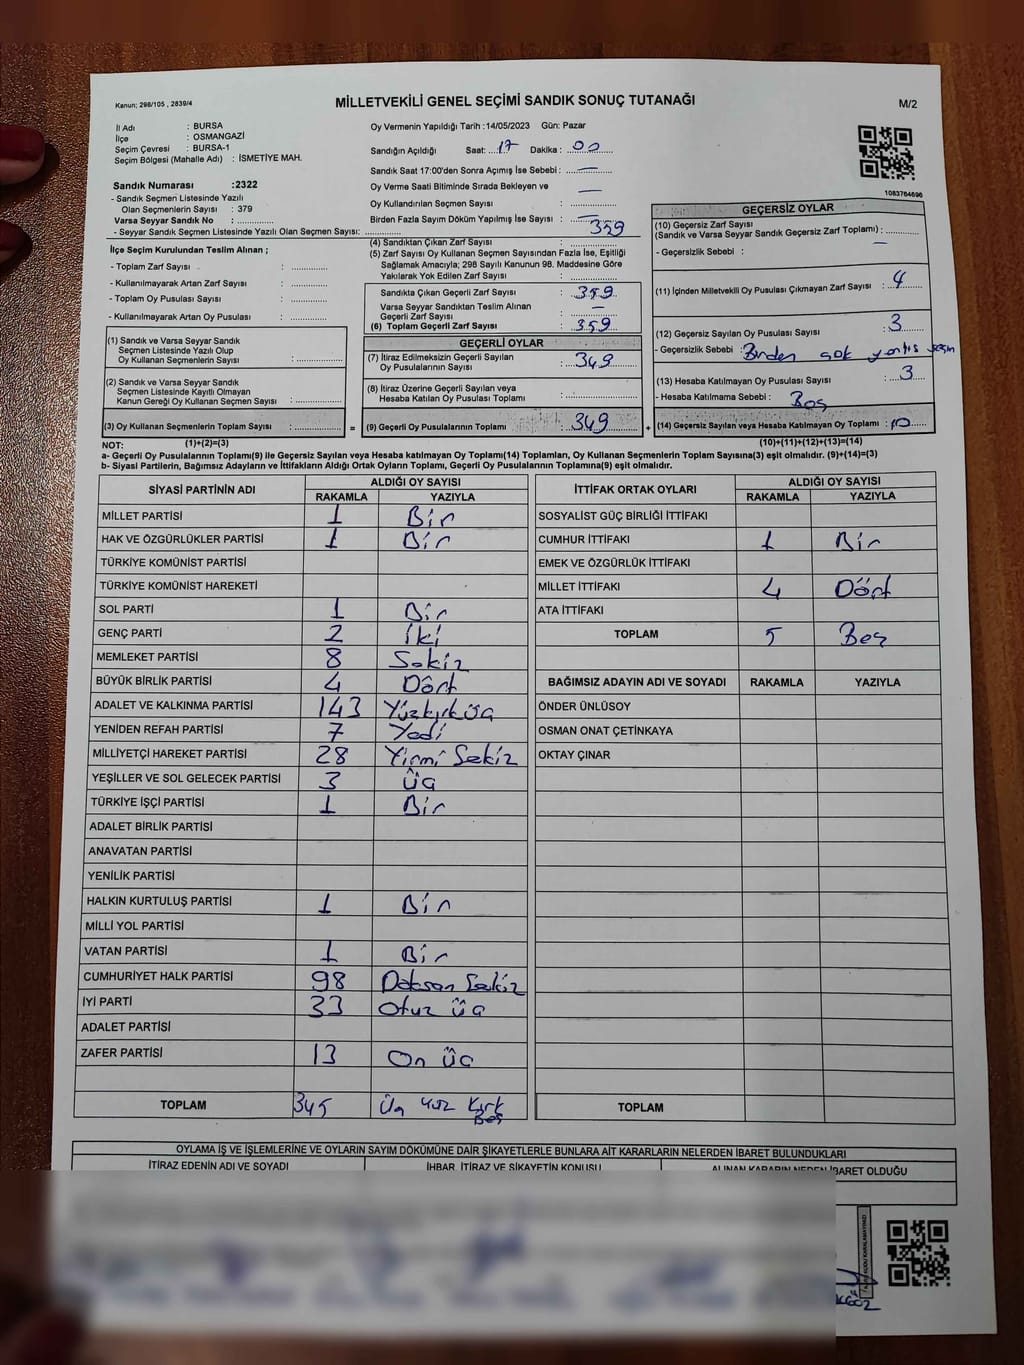 Kanun; 298/105 , 2839/4
MİLLETVEKİLİ GENEL SEÇİMİ SANDIK SONUÇ TUTANAĞI
M/2
İl Adı : BURSA
İlçe : OSMANGAZİ
Seçim Çevresi : BURSA-1
Seçim Bölgesi (Mahalle Adı) : İSMETİYE MAH.
Oy Vermenin Yapıldığı Tarih :14/05/2023 Gün: Pazar
Sandığın Açıldığı Saat: 17 Dakika : 00
Sandık Saat 17:00'den Sonra Açımış İse Sebebi : —
Oy Verme Saati Bitiminde Sırada Bekleyen ve —
Oy Kullandırılan Seçmen Sayısı :
Birden Fazla Sayım Döküm Yapılmış İse Sayısı : —
1083764696
Sandık Numarası :2322
- Sandık Seçmen Listesinde Yazılı
Olan Seçmenlerin Sayısı : 379
Varsa Seyyar Sandık No :
- Seyyar Sandık Seçmen Listesinde Yazılı Olan Seçmen Sayısı:
İlçe Seçim Kurulundan Teslim Alınan ;
- Toplam Zarf Sayısı :
- Kullanılmayarak Artan Zarf Sayısı :
- Toplam Oy Pusulası Sayısı :
- Kullanılmayarak Artan Oy Pusulası :
(1) Sandık ve Varsa Seyyar Sandık
Seçmen Listesinde Yazılı Olup
Oy Kullanan Seçmenlerin Sayısı :
(2) Sandık ve Varsa Seyyar Sandık
Seçmen Listesinde Kayıtlı Olmayan
Kanun Gereği Oy Kullanan Seçmen Sayısı :
(3) Oy Kullanan Seçmenlerin Toplam Sayısı : =
(4) Sandıktan Çıkan Zarf Sayısı : 359
(5) Zarf Sayısı Oy Kullanan Seçmen Sayısından Fazla İse, Eşitliği
Sağlamak Amacıyla; 298 Sayılı Kanunun 98. Maddesine Göre
Yakılarak Yok Edilen Zarf Sayısı :
Sandıkta Çıkan Geçerli Zarf Sayısı : 359
Varsa Seyyar Sandıktan Teslim Alınan
Geçerli Zarf Sayısı : —
(6) Toplam Geçerli Zarf Sayısı : 359
GEÇERLİ OYLAR
(7) İtiraz Edilmeksizin Geçerli Sayılan
Oy Pusulalarının Sayısı : 349
(8) İtiraz Üzerine Geçerli Sayılan veya
Hesaba Katılan Oy Pusulası Toplamı :
(9) Geçerli Oy Pusulalarının Toplamı : 349 +
GEÇERSİZ OYLAR
(10) Geçersiz Zarf Sayısı
(Sandık ve Varsa Seyyar Sandık Geçersiz Zarf Toplamı) :
- Geçersizlik Sebebi : —
(11) İçinden Milletvekili Oy Pusulası Çıkmayan Zarf Sayısı : 4
(12) Geçersiz Sayılan Oy Pusulası Sayısı : 3
- Geçersizlik Sebebi : Birden çok
(13) Hesaba Katılmayan Oy Pusulası Sayısı : 3
- Hesaba Katılmama Sebebi : Boş
(14) Geçersiz Sayılan veya Hesaba Katılmayan Oy Toplamı : 10
NOT: (1)+(2)=(3) (10)+(11)+(12)+(13)=(14)
a- Geçerli Oy Pusulalarının Toplamı(9) ile Geçersiz Sayılan veya Hesaba katılmayan Oy Toplamı(14) Toplamları, Oy Kullanan Seçmenlerin Toplam Sayısına(3) eşit olmalıdır. (9)+(14)=(3)
b- Siyasi Partilerin, Bağımsız Adayların ve İttifakların Aldığı Ortak Oyların Toplamı, Geçerli Oy Pusulalarının Toplamına(9) eşit olmalıdır.
SİYASİ PARTİNİN ADI ALDIĞI OY SAYISI
RAKAMLA YAZIYLA
MİLLET PARTİSİ 1 Bir
HAK VE ÖZGÜRLÜKLER PARTİSİ 1 Bir
TÜRKİYE KOMÜNİST PARTİSİ
TÜRKİYE KOMÜNİST HAREKETİ
SOL PARTİ 1 Bir
GENÇ PARTİ 2 İki
MEMLEKET PARTİSİ 8 Sekiz
BÜYÜK BİRLİK PARTİSİ 4 Dört
ADALET VE KALKINMA PARTİSİ 143 Yüzkırküç
YENİDEN REFAH PARTİSİ 7 Yedi
MİLLİYETÇİ HAREKET PARTİSİ 28 Yirmi Sekiz
YEŞİLLER VE SOL GELECEK PARTİSİ 3 üç
TÜRKİYE İŞÇİ PARTİSİ 1 Bir
ADALET BİRLİK PARTİSİ
ANAVATAN PARTİSİ
YENİLİK PARTİSİ
HALKIN KURTULUŞ PARTİSİ 1 Bir
MİLLİ YOL PARTİSİ
VATAN PARTİSİ 1 Bir
CUMHURİYET HALK PARTİSİ 98 Doksan Sekiz
İYİ PARTİ 33 Otuz üç
ADALET PARTİSİ
ZAFER PARTİSİ 13 On üç
TOPLAM 345 üç yüz Kırk
Beş
İTTİFAK ORTAK OYLARI ALDIĞI OY SAYISI
RAKAMLA YAZIYLA
SOSYALİST GÜÇ BİRLİĞİ İTTİFAKI
CUMHUR İTTİFAKI 1 Bir
EMEK VE ÖZGÜRLÜK İTTİFAKI
MİLLET İTTİFAKI 4 Dört
ATA İTTİFAKI
TOPLAM 5 Beş
BAĞIMSIZ ADAYIN ADI VE SOYADI RAKAMLA YAZIYLA
ÖNDER ÜNLÜSOY
OSMAN ONAT ÇETİNKAYA
OKTAY ÇINAR
TOPLAM
OYLAMA İŞ VE İŞLEMLERİNE VE OYLARIN SAYIM DÖKÜMÜNE DAİR ŞİKAYETLERLE BUNLARA AİT KARARLARIN NELERDEN İBARET BULUNDUKLARI
İTİRAZ EDENİN ADI VE SOYADI İHBAR, İTİRAZ VE ŞİKAYETİN KONUSU ALINAN KARARIN NEDEN İBARET OLDUĞU